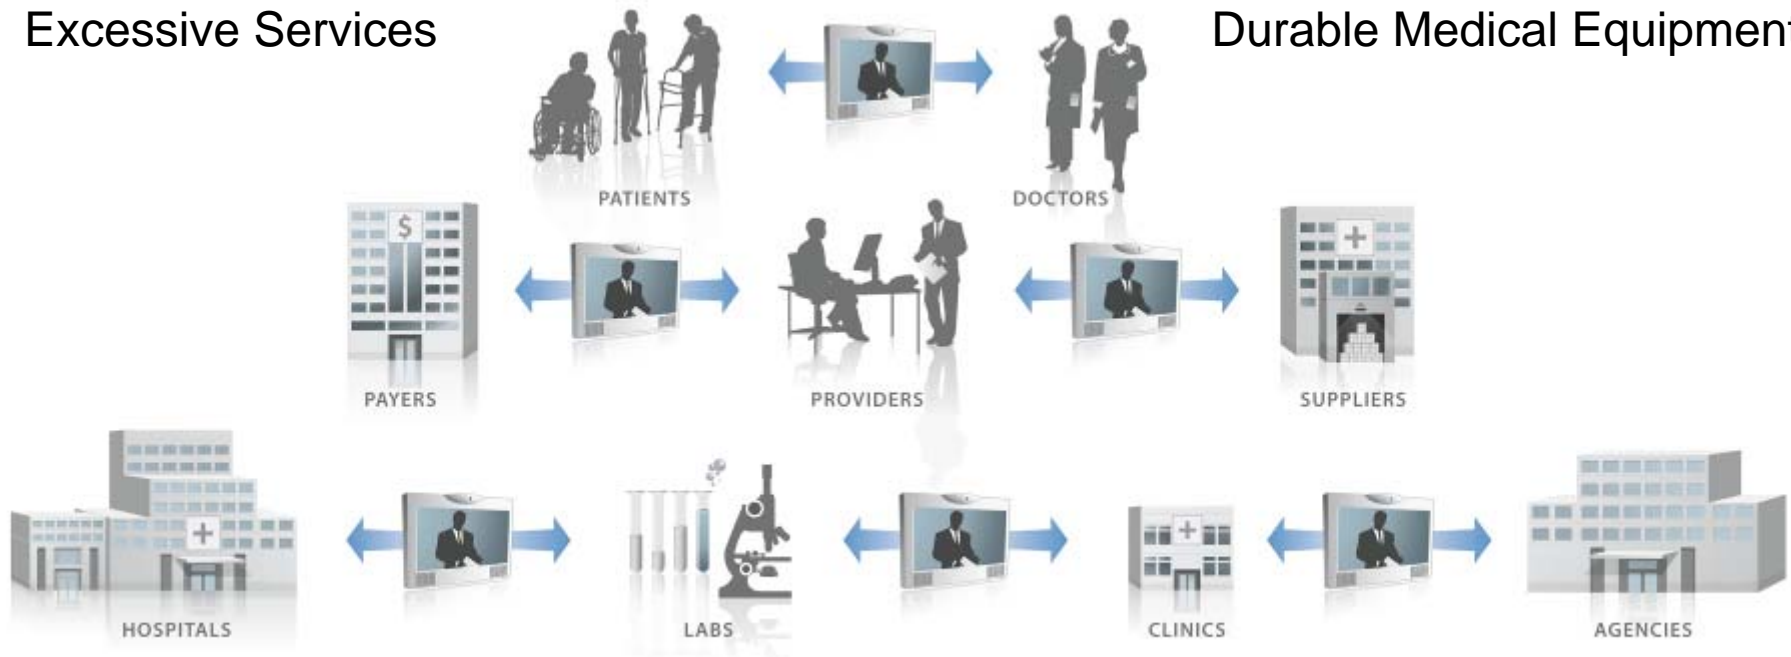 Excessive Services
Durable Medical Equipment
PATIENTS
DOCTORS
$
PAYERS
PROVIDERS
SUPPLIERS
HOSPITALS
LABS
CLINICS
AGENCIES